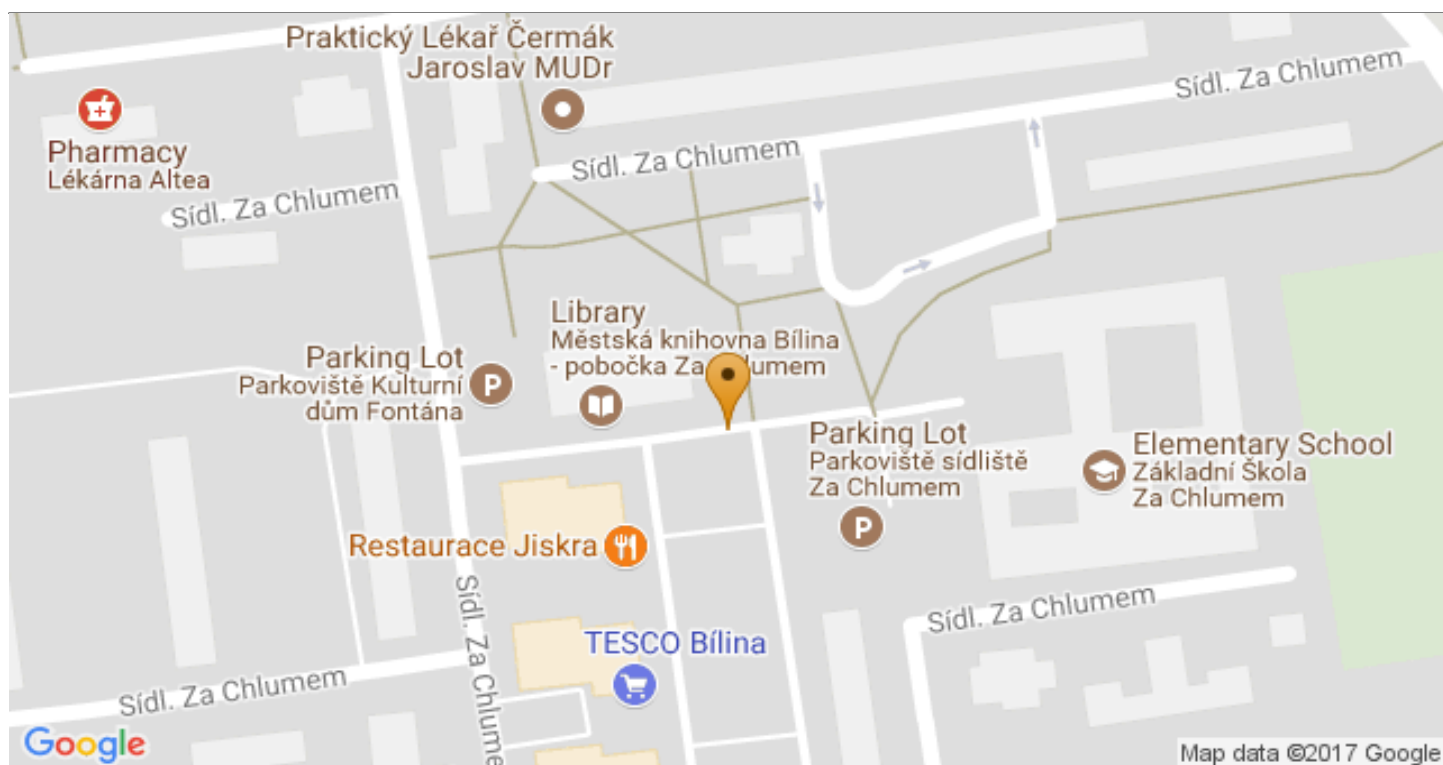 Praktický Lékař Čermák
Jaroslav MUDr
Sídl. Za Chlumem
Pharmacy
Lékárna Altea
Sídl. Za Chlumem
Sídl. Za Chlumem
Library
Městská knihovna Bílina
- pobočka Za Chlumem
Parking Lot
Parkoviště Kulturní
dům Fontána
P
Parking Lot
Parkoviště sídliště
Za Chlumem
P
Elementary School
Základní Škola
Za Chlumem
Restaurace Jiskra
Sídl. Za Chlume
Sídl. Za Chlumem
TESCO Bílina
Sídl. Za Chlumem
Google
Map data ©2017 Google